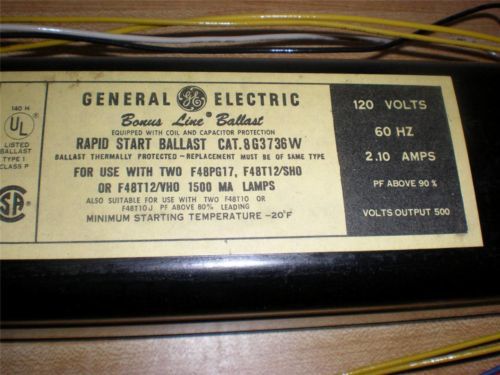 140 H
UL
LISTED
BALLAST
TYPE 1
CLASS P
SA
GENERAL GE ELECTRIC
Bonus Line® Ballast
EQUIPPED WITH COIL AND CAPACITOR PROTECTION
RAPID START BALLAST CAT. 8G3736W
BALLAST THERMALLY PROTECTED – REPLACEMENT MUST BE OF SAME TYPE
FOR USE WITH TWO F48PG17, F48T12/SHO
OR F48T12/VHO 1500 MA LAMPS
ALSO SUITABLE FOR USE WITH TWO F48T10 OR
F48T10J PF ABOVE 80% LEADING
MINIMUM STARTING TEMPERATURE –20°F
120 VOLTS
60 HZ
2.10 AMPS
PF ABOVE 90%
VOLTS OUTPUT 500